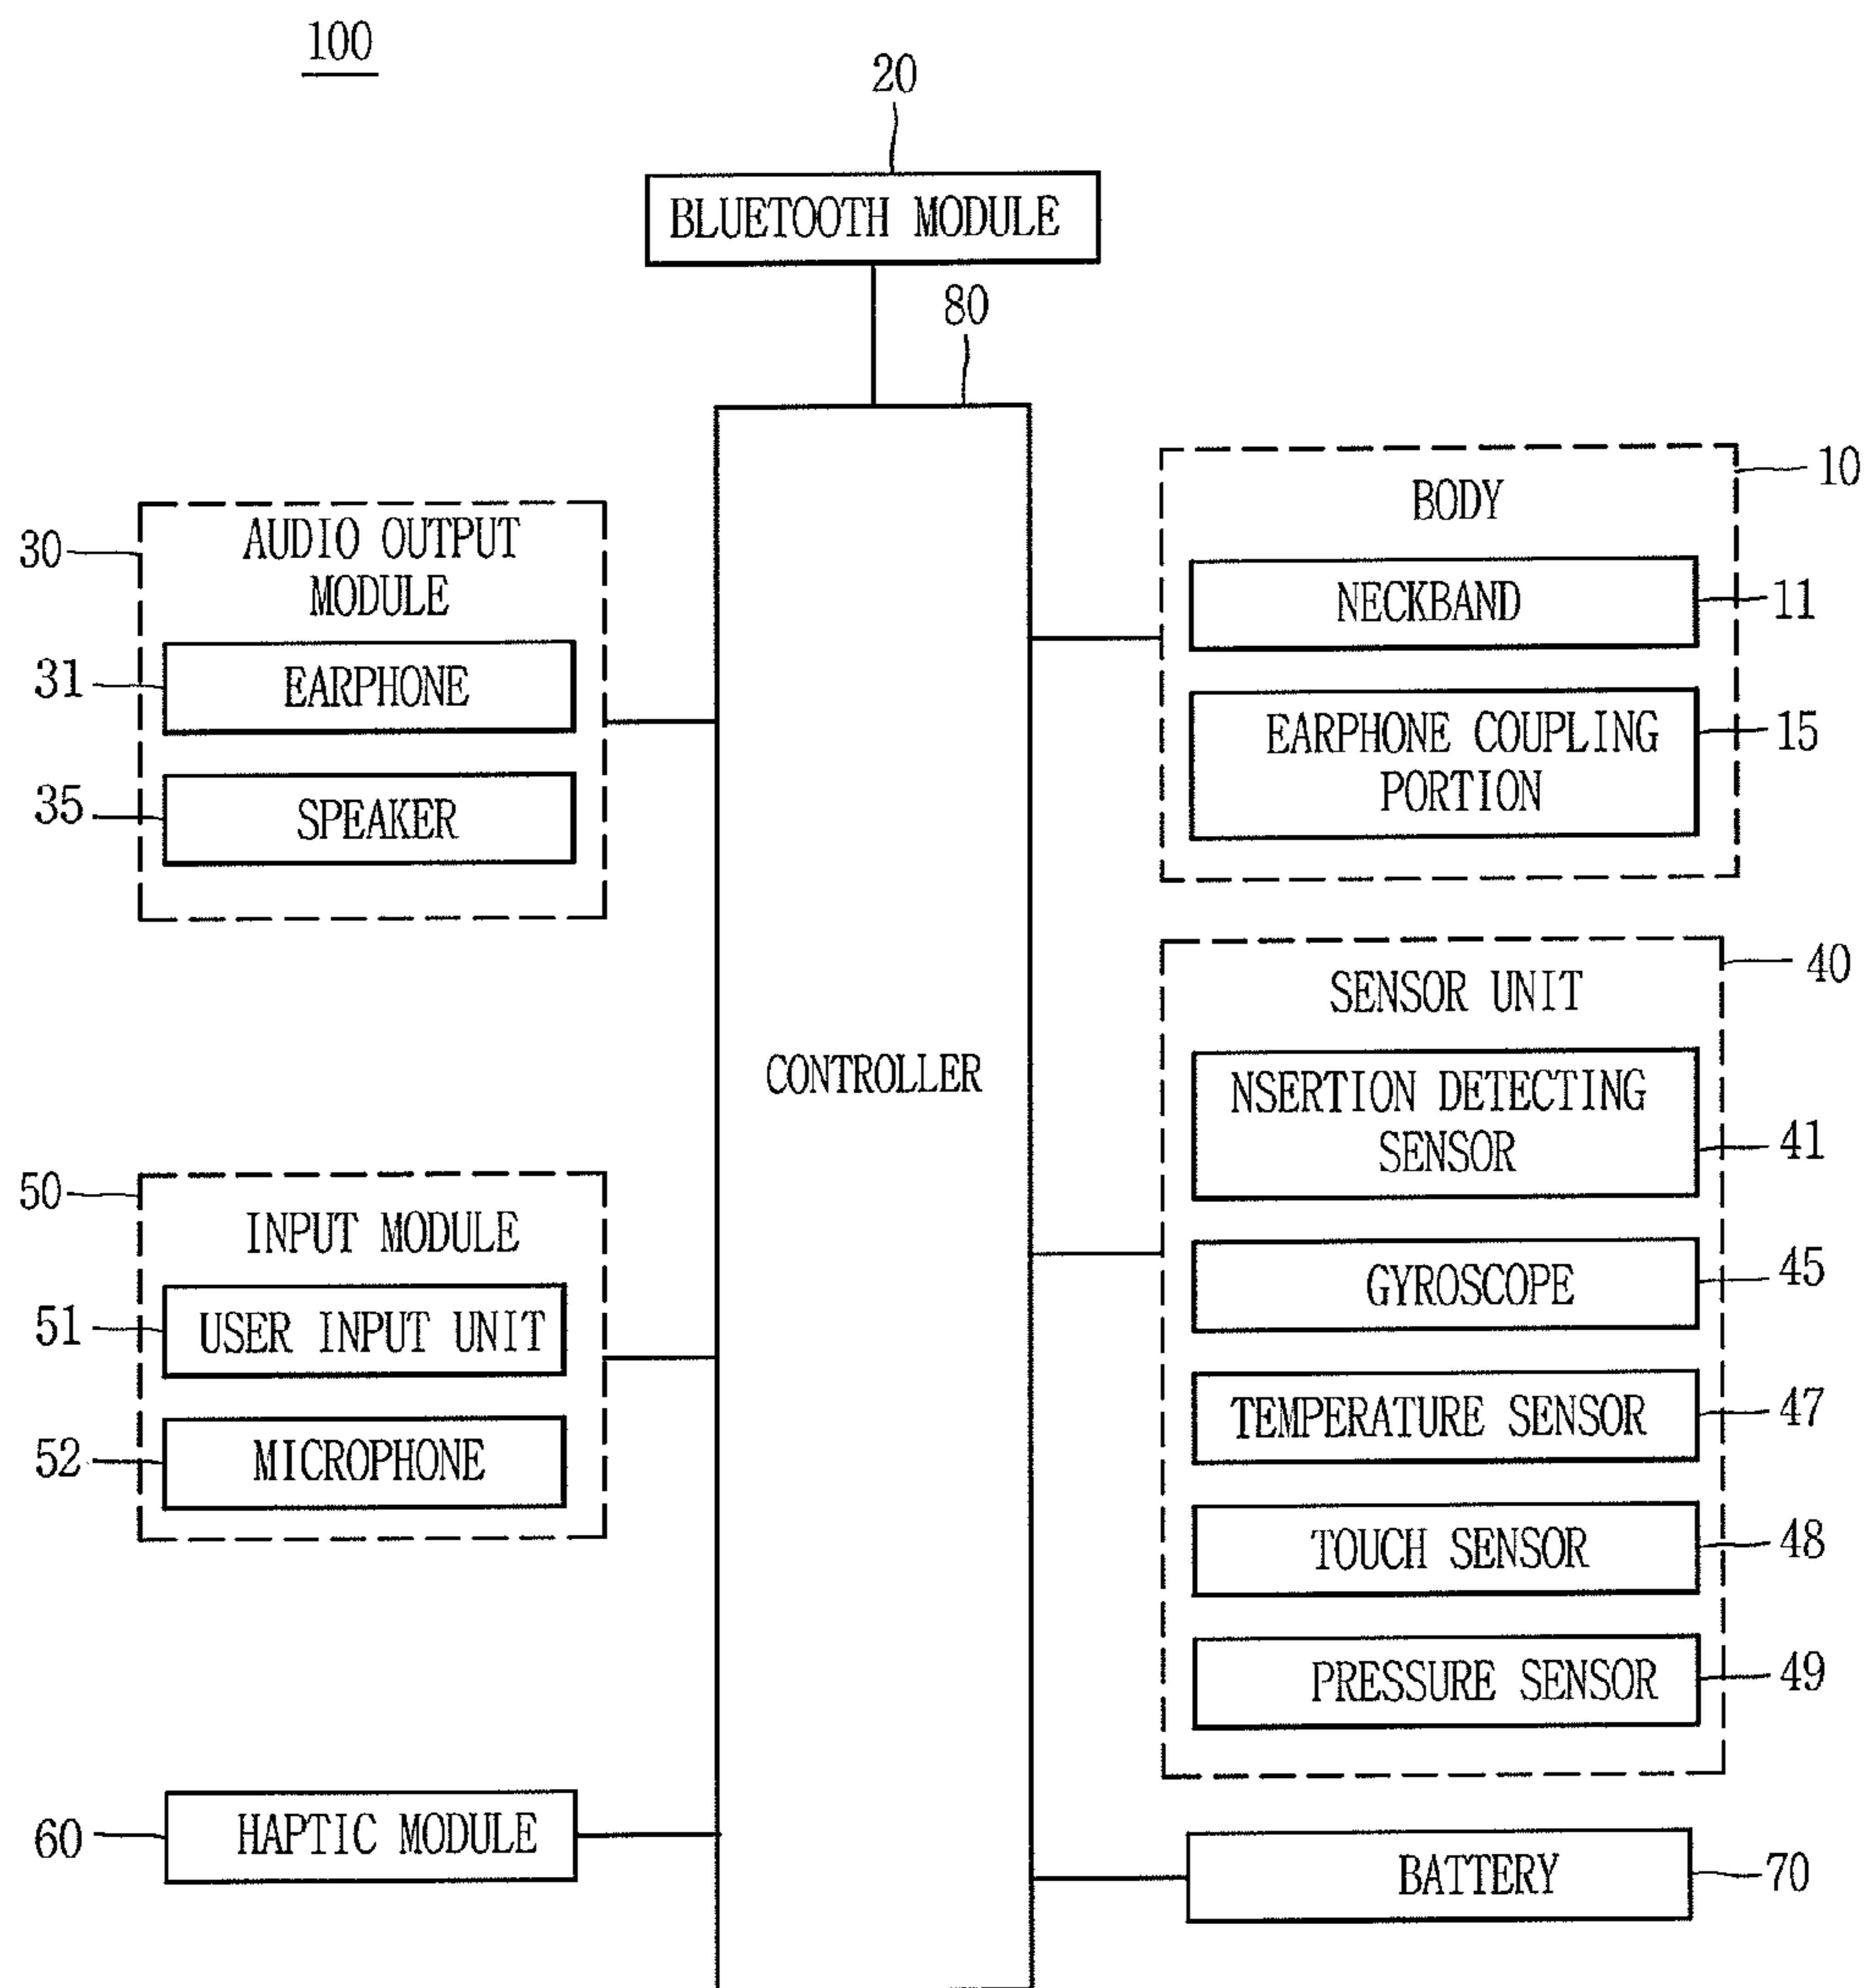 100
20
BLUETOOTH MODULE
80
10
BODY
30
AUDIO OUTPUT
MODULE
NECKBAND
11
31
EARPHONE
EARPHONE COUPLING
PORTION
15
35
SPEAKER
40
SENSOR UNIT
CONTROLLER
NSERTION DETECTING
SENSOR
41
50
INPUT MODULE
GYROSCOPE
45
51
USER INPUT UNIT
TEMPERATURE SENSOR
47
52
MICROPHONE
TOUCH SENSOR
48
PRESSURE SENSOR
49
60
HAPTIC MODULE
BATTERY
70